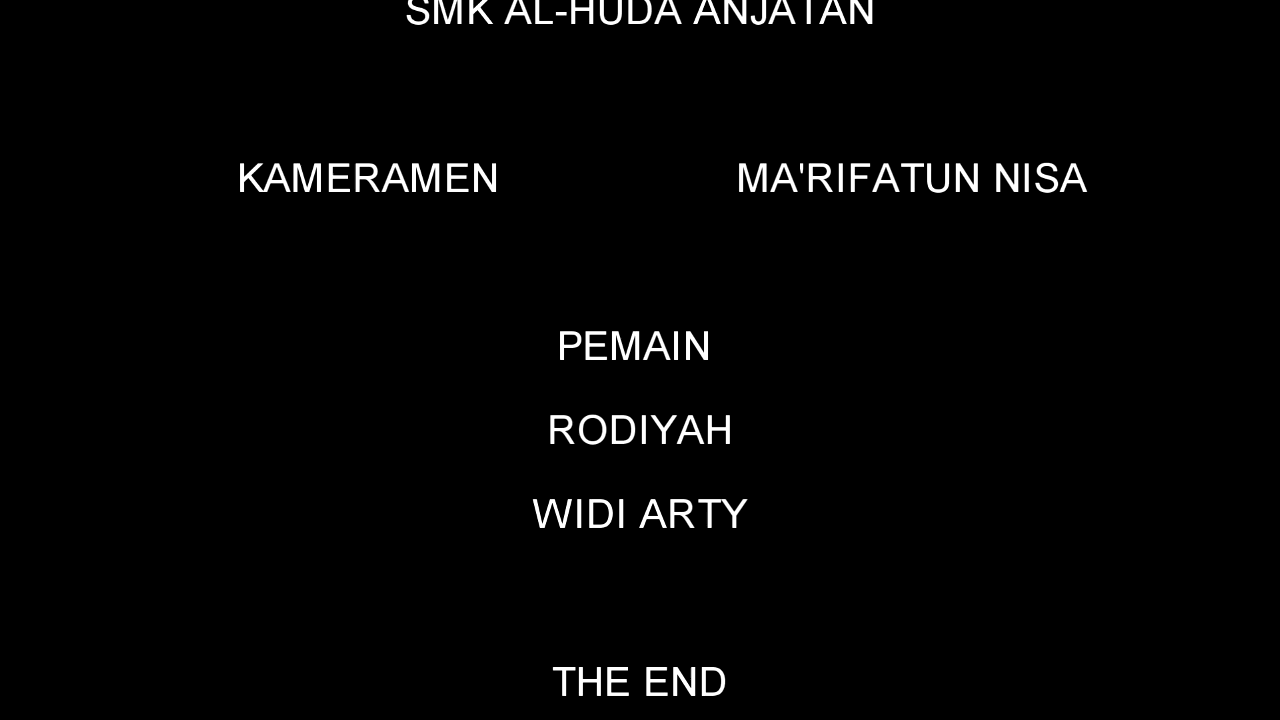 SMK AL-HUDA ANJATAN
KAMERAMEN MA'RIFATUN NISA
PEMAIN
RODIYAH
WIDI ARTY
THE END